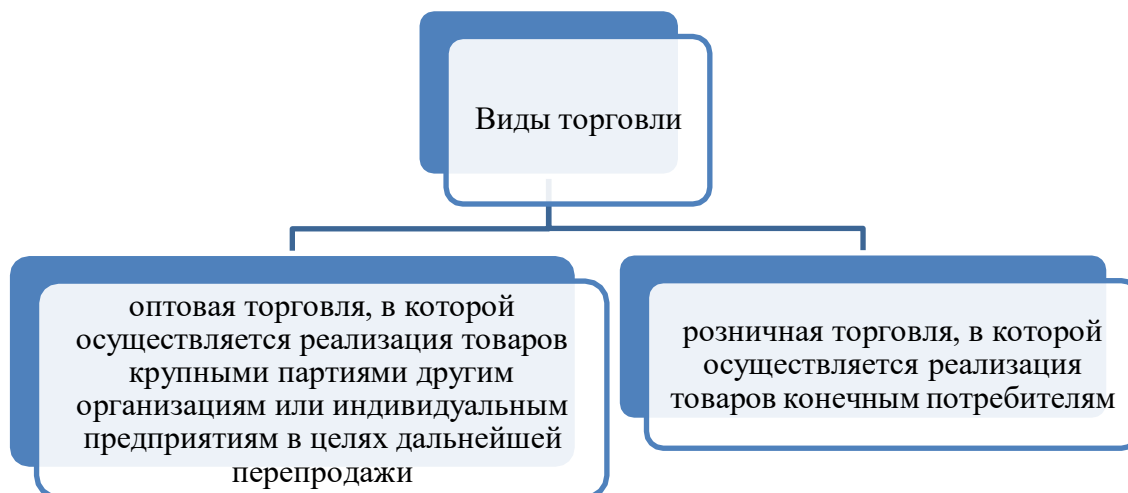 Виды торговли
оптовая торговля, в которой
осуществляется реализация товаров
крупными партиями другим
организациям или индивидуальным
предприятиям в целях дальнейшей
перепродажи
розничная торговля, в которой
осуществляется реализация
товаров конечным потребителям